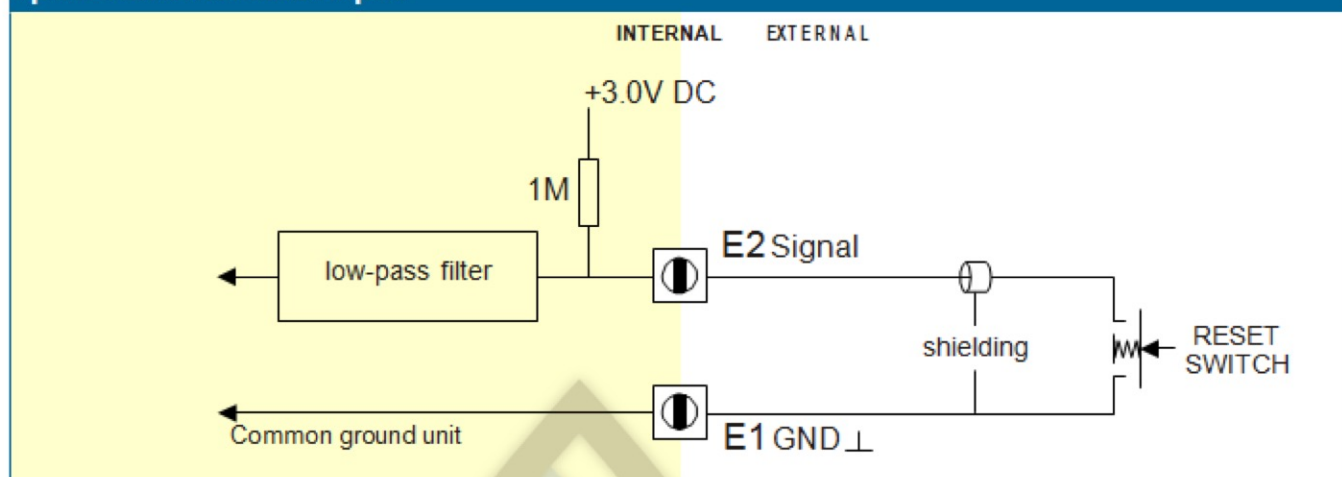 INTERNAL EXTERNAL
+3.0V DC
1M
E2 Signal
low-pass filter
shielding
RESET
SWITCH
Common ground unit
E1 GND ⊥